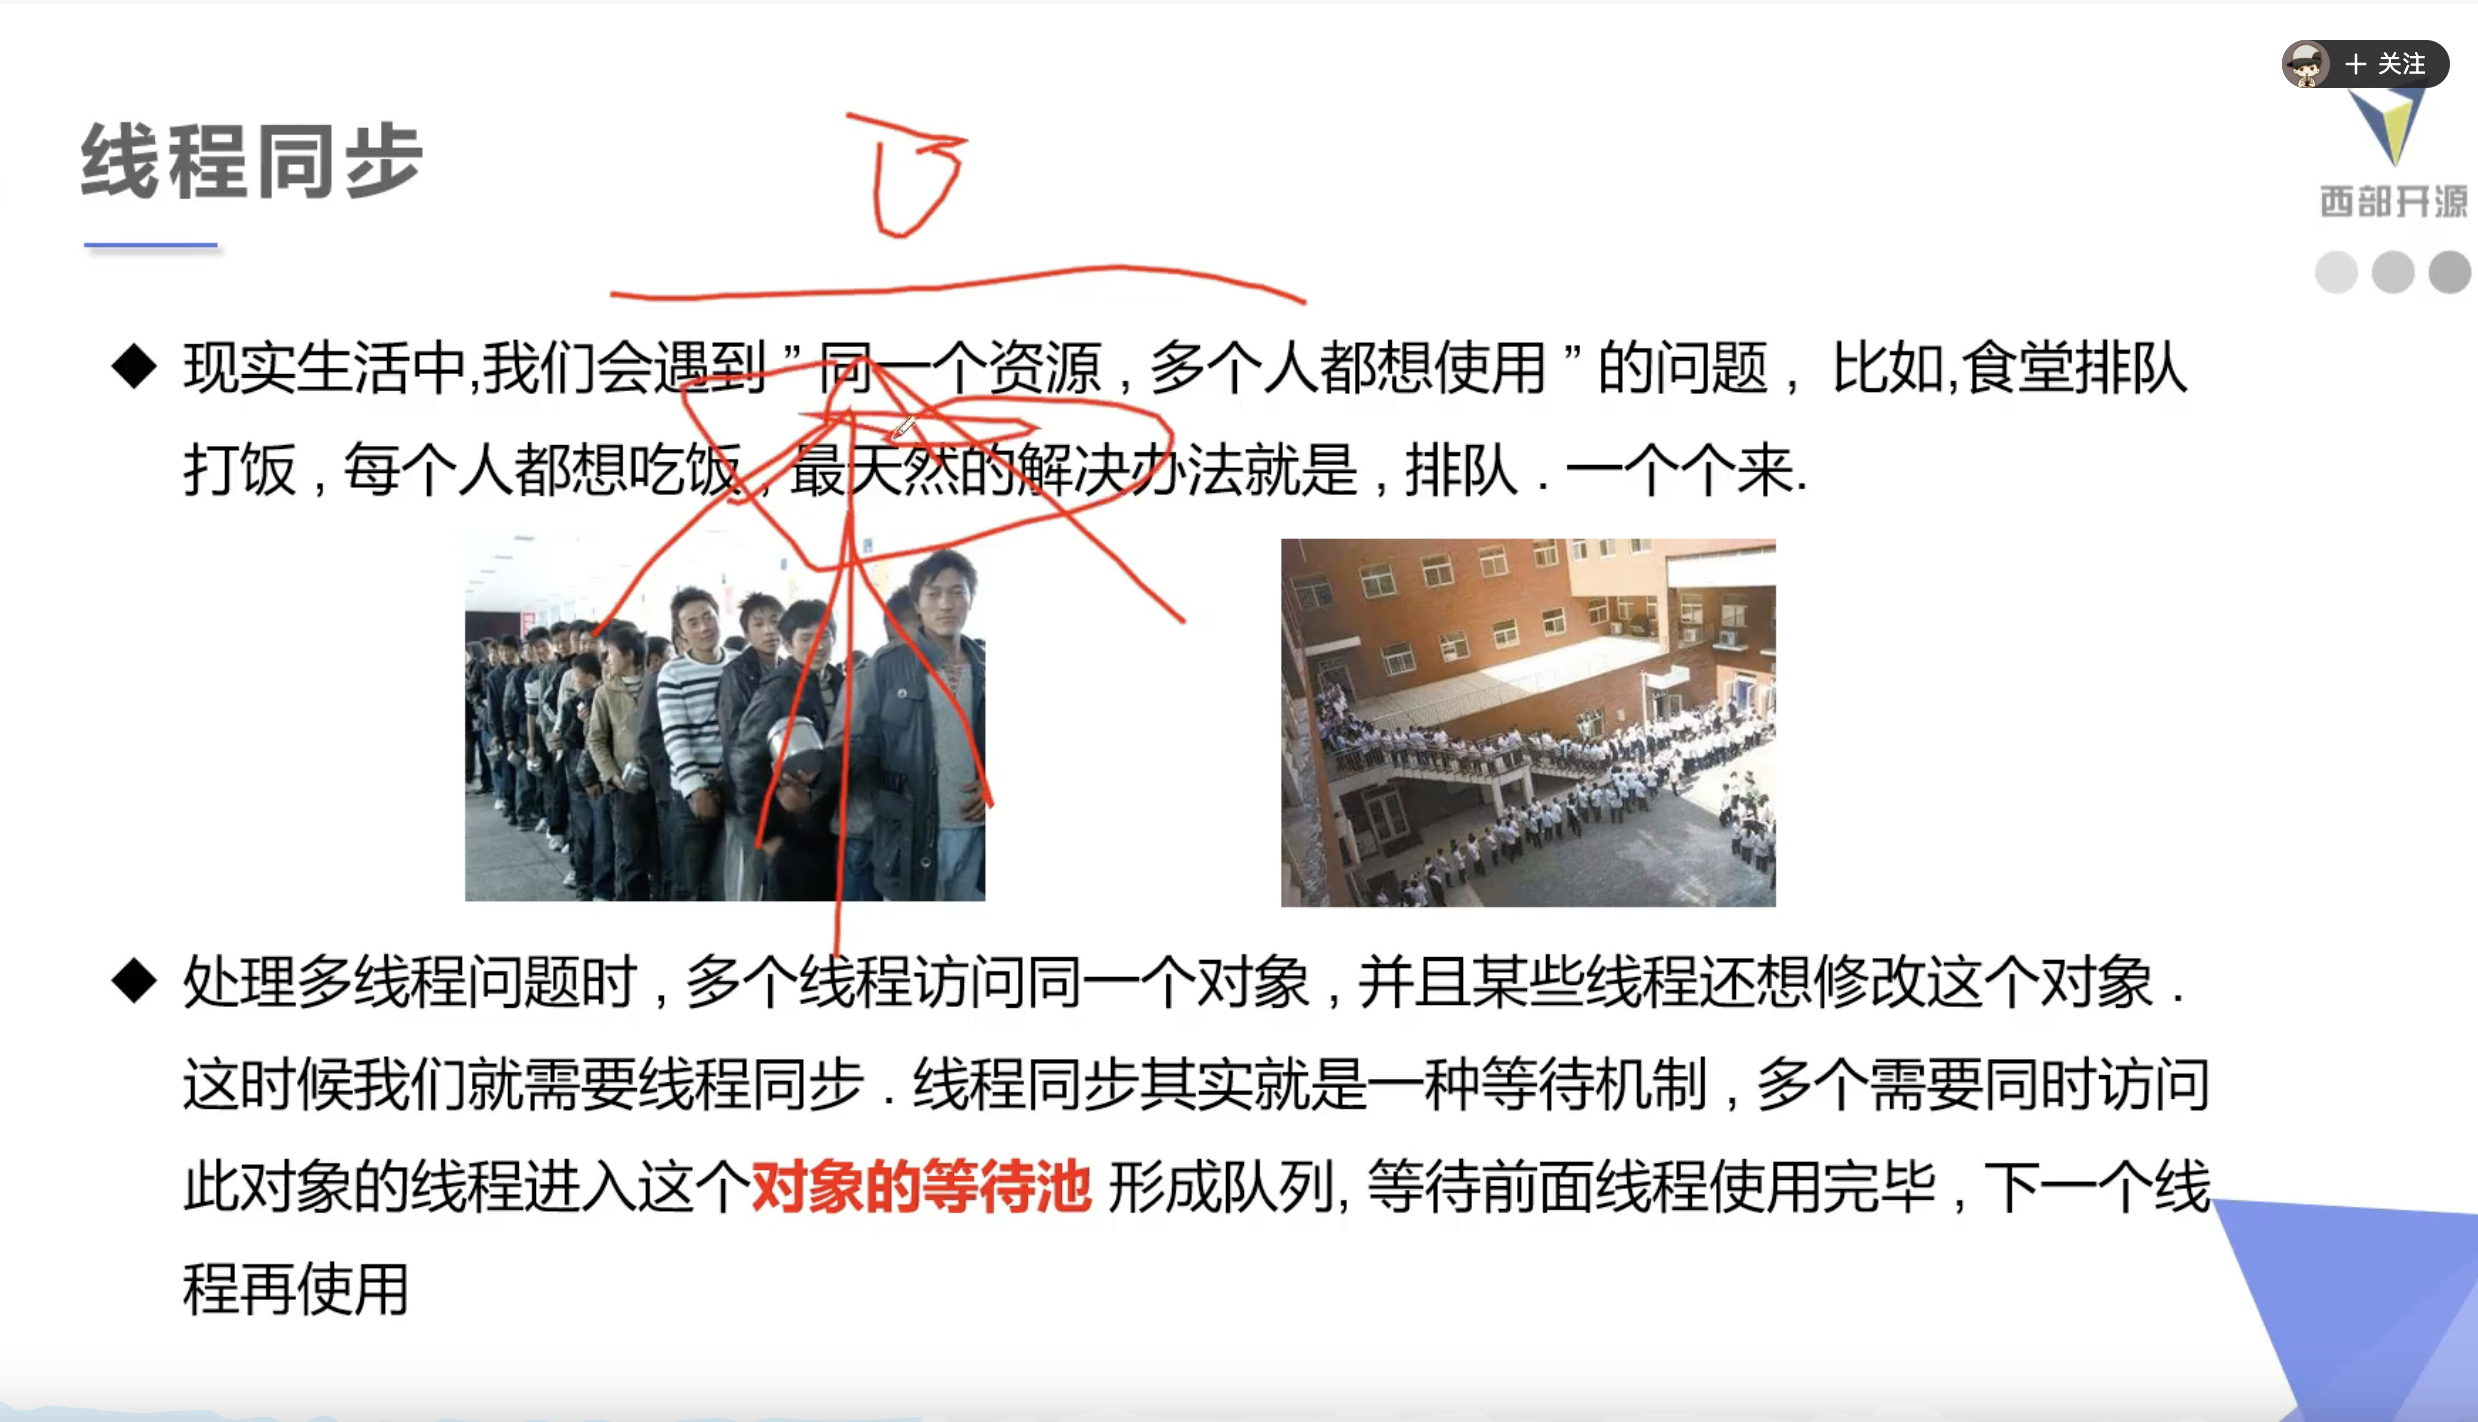 + 关注
线程同步
西部开源
现实生活中,我们会遇到 ” 同一个资源 , 多个人都想使用 ” 的问题 , 比如,食堂排队
打饭 , 每个人都想吃饭 , 最天然的解决办法就是 , 排队 . 一个个来.
处理多线程问题时 , 多个线程访问同一个对象 , 并且某些线程还想修改这个对象 .
这时候我们就需要线程同步 . 线程同步其实就是一种等待机制 , 多个需要同时访问
此对象的线程进入这个对象的等待池 形成队列, 等待前面线程使用完毕 , 下一个线
程再使用